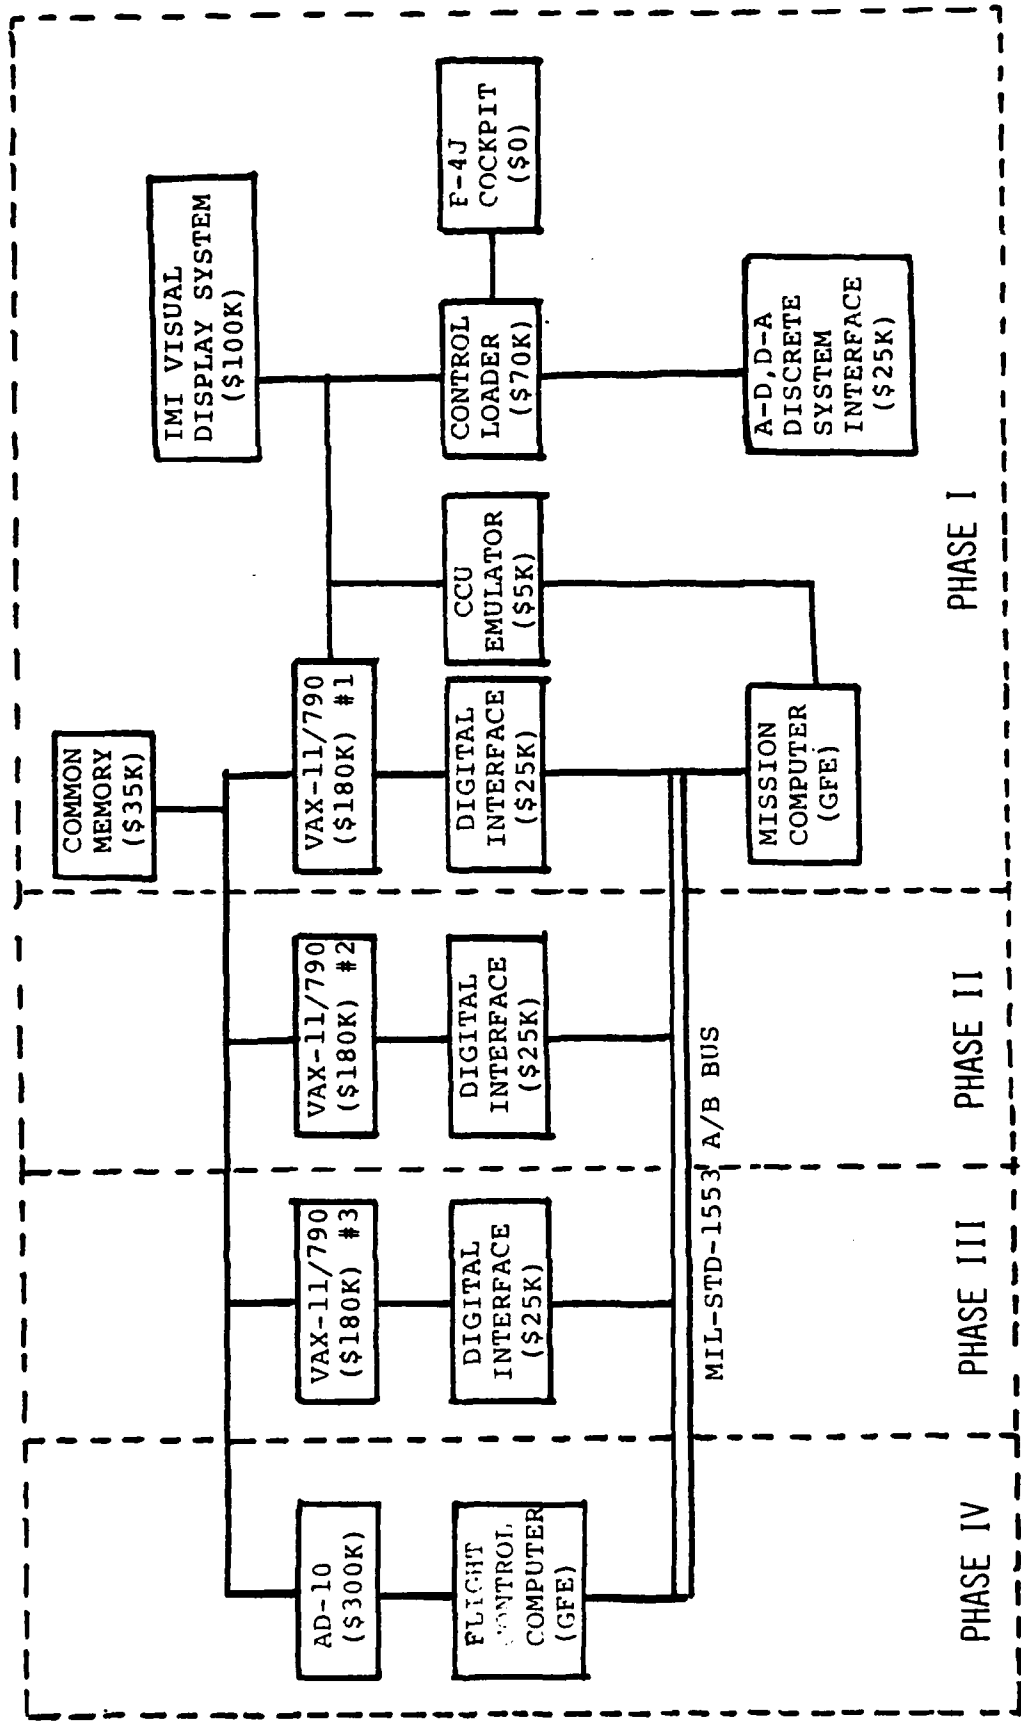 COMMON
MEMORY
($35K)
IMI VISUAL
DISPLAY SYSTEM
($100K)
AD-10
($300K)
VAX-11/790
($180K) #3
VAX-11/790
($180K) #2
VAX-11/790
($180K) #1
FLIGHT
CONTROL
COMPUTER
(GFE)
DIGITAL
INTERFACE
($25K)
DIGITAL
INTERFACE
($25K)
DIGITAL
INTERFACE
($25K)
CCU
EMULATOR
($5K)
CONTROL
LOADER
($70K)
F-4J
COCKPIT
($0)
MIL-STD-1553 A/B BUS
MISSION
COMPUTER
(GFE)
A-D,D-A
DISCRETE
SYSTEM
INTERFACE
($25K)
PHASE IV
PHASE III
PHASE II
PHASE I